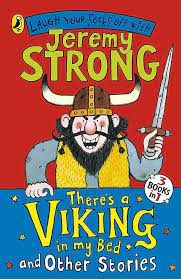 LAUGH YOUR SOCKS OFF WITH
Jeremy
STRONG
3
BOOKS
in 1
There's a
VIKING
in my Bed
and Other Stories